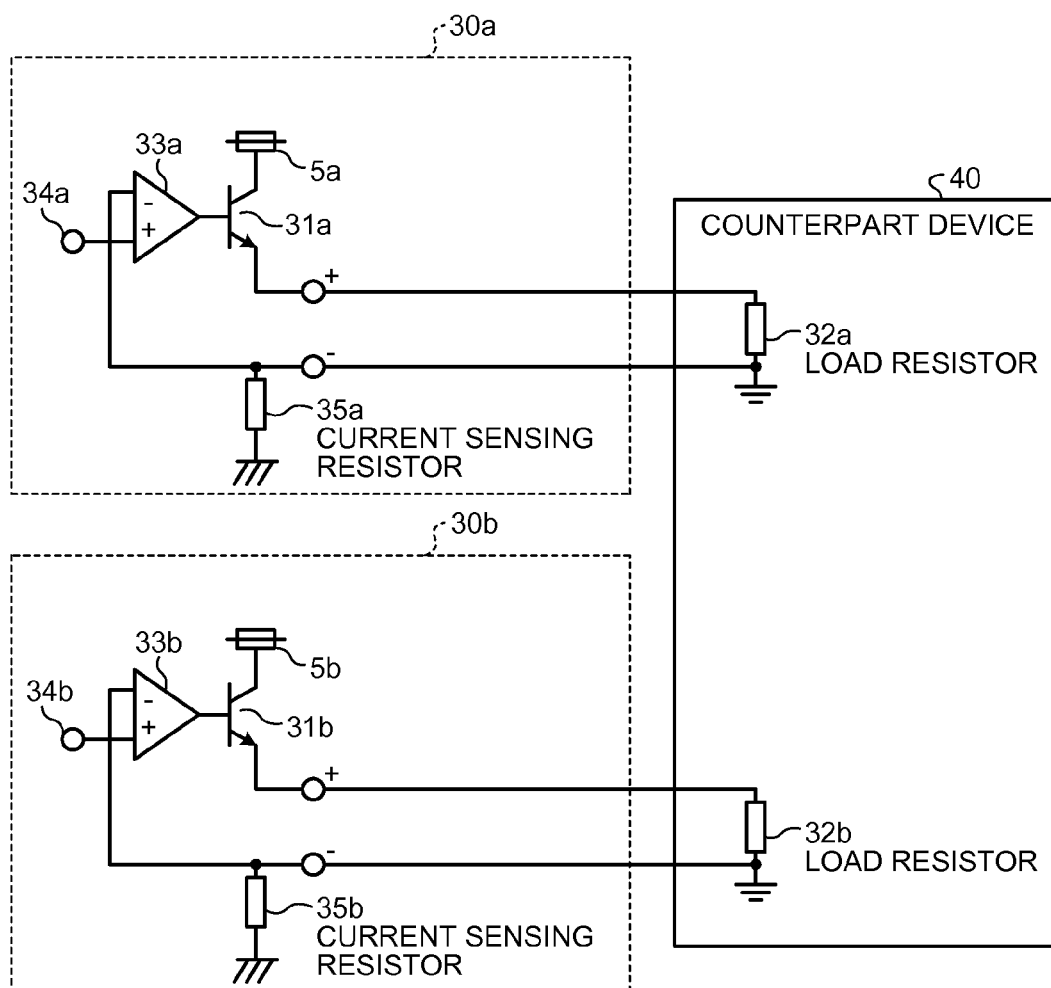 30a
33a
5a
34a
-
+
31a
40
COUNTERPART DEVICE
+
32a
LOAD RESISTOR
-
35a
CURRENT SENSING
RESISTOR
30b
33b
5b
34b
-
+
31b
+
32b
LOAD RESISTOR
-
35b
CURRENT SENSING
RESISTOR